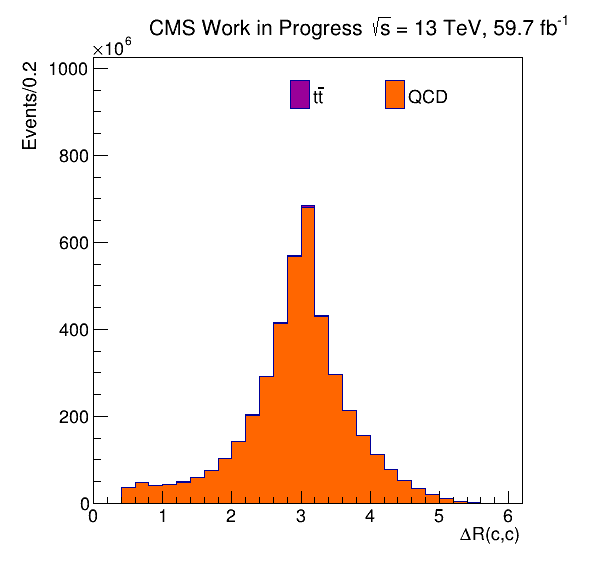 CMS Work in Progress √s = 13 TeV, 59.7 fb⁻¹
×10⁶
Events/0.2
1000
800
600
400
200
0
tt̄
QCD
0 1 2 3 4 5 6
ΔR(c,c)